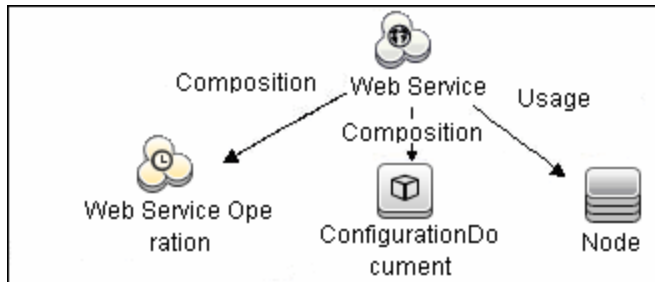 Web Service
Composition
Usage
Composition
Web Service Ope
ration
ConfigurationDo
cument
Node